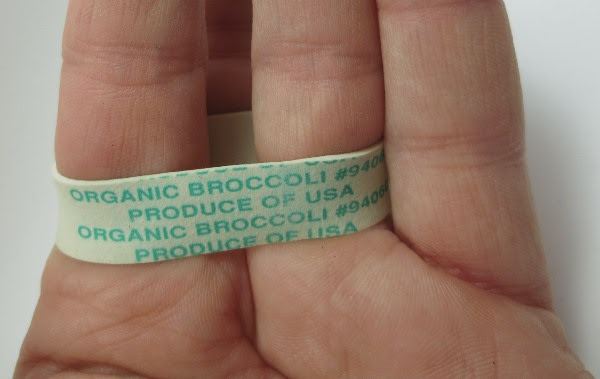 ORGANIC BROCCOLI #9406
PRODUCE OF USA
ORGANIC BROCCOLI #9406
PRODUCE OF USA